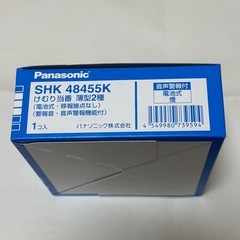 Panasonic
SHK 48455K
けむり当番 薄型2種
(電池式・移報接点なし)
(警報音・音声警報機能付)
1コ入
パナソニック株式会社
音声警報付
電池式
煙
4 549980 739594